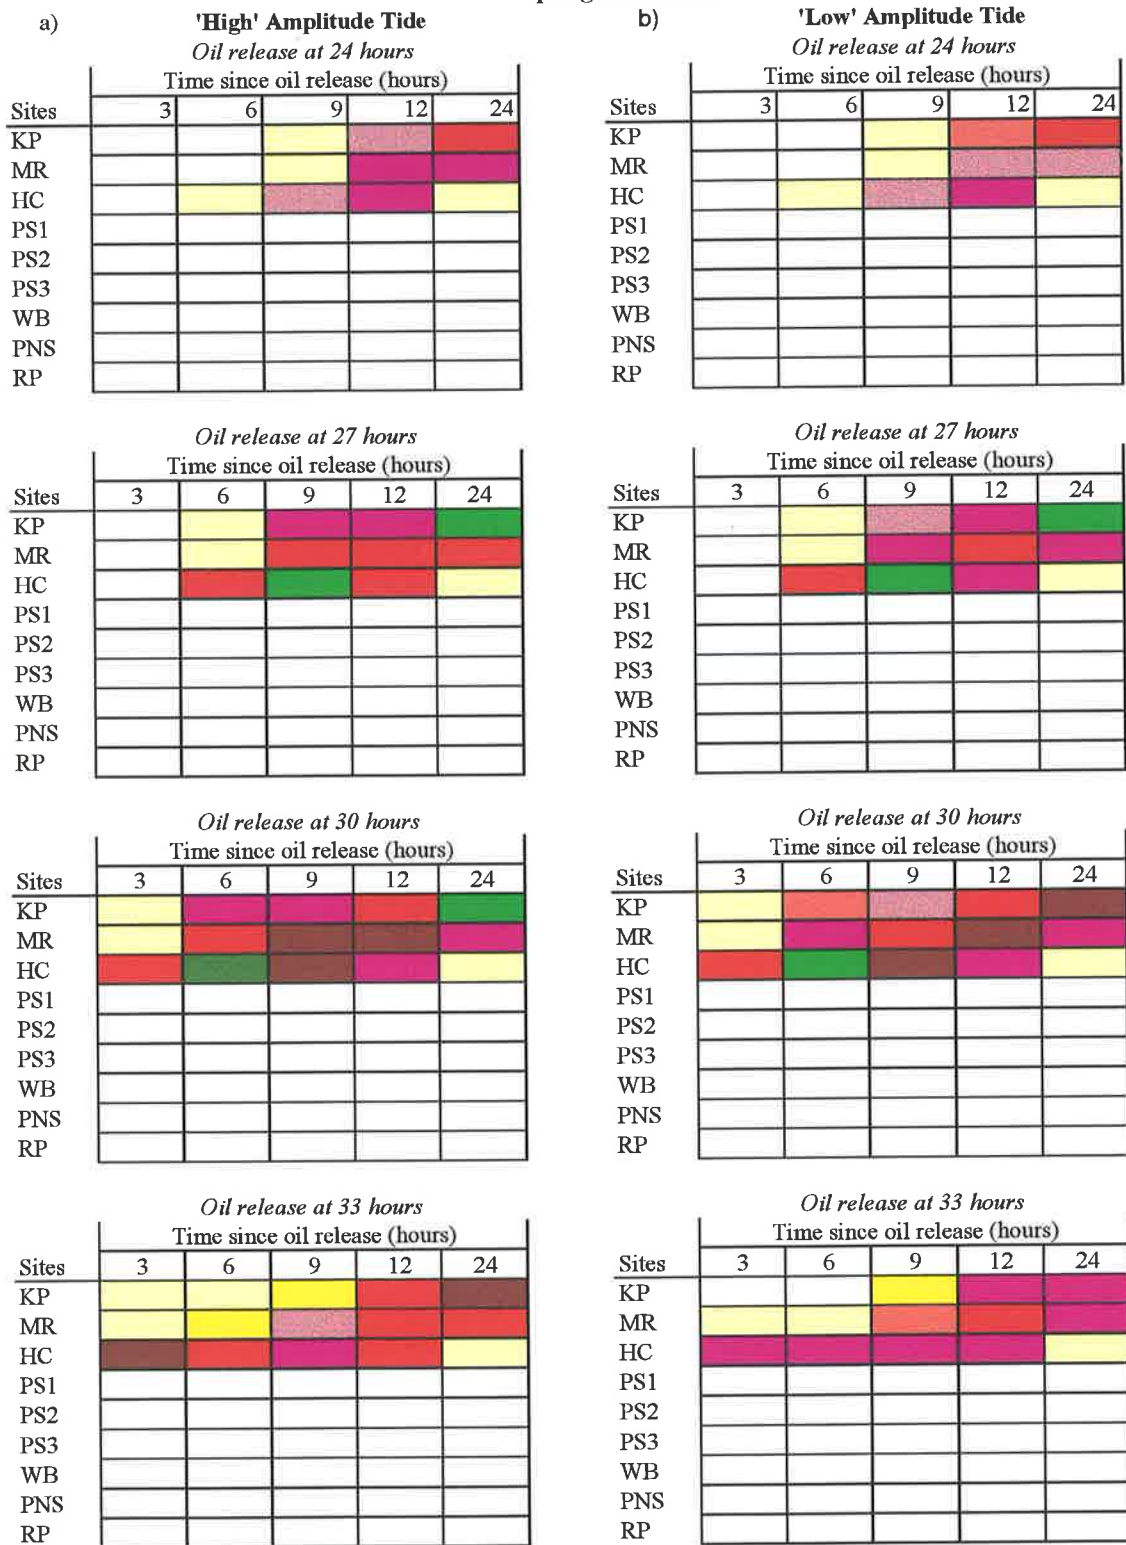 a) 'High' Amplitude Tide
Oil release at 24 hours
Time since oil release (hours)
Sites 3 6 9 12 24
KP
MR
HC
PS1
PS2
PS3
WB
PNS
RP
Oil release at 27 hours
Time since oil release (hours)
Sites 3 6 9 12 24
KP
MR
HC
PS1
PS2
PS3
WB
PNS
RP
Oil release at 30 hours
Time since oil release (hours)
Sites 3 6 9 12 24
KP
MR
HC
PS1
PS2
PS3
WB
PNS
RP
Oil release at 33 hours
Time since oil release (hours)
Sites 3 6 9 12 24
KP
MR
HC
PS1
PS2
PS3
WB
PNS
RP
b) 'Low' Amplitude Tide
Oil release at 24 hours
Time since oil release (hours)
Sites 3 6 9 12 24
KP
MR
HC
PS1
PS2
PS3
WB
PNS
RP
Oil release at 27 hours
Time since oil release (hours)
Sites 3 6 9 12 24
KP
MR
HC
PS1
PS2
PS3
WB
PNS
RP
Oil release at 30 hours
Time since oil release (hours)
Sites 3 6 9 12 24
KP
MR
HC
PS1
PS2
PS3
WB
PNS
RP
Oil release at 33 hours
Time since oil release (hours)
Sites 3 6 9 12 24
KP
MR
HC
PS1
PS2
PS3
WB
PNS
RP